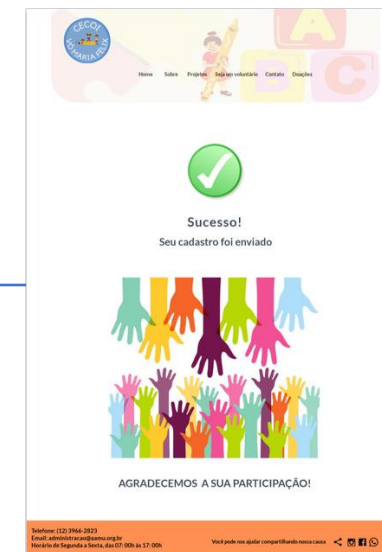 CECOI
VÓ MARIA FELIX
Home Sobre Projetos Seja um voluntário Contato Doações
A
B
C
Sucesso!
Seu cadastro foi enviado
AGRADECEMOS A SUA PARTICIPAÇÃO!
Telefone: (12) 3966-2823
Email: administracao@aamu.org.br
Horário de Segunda a Sexta, das 07:00h às 17:00h
Você pode nos ajudar compartilhando nossa causa